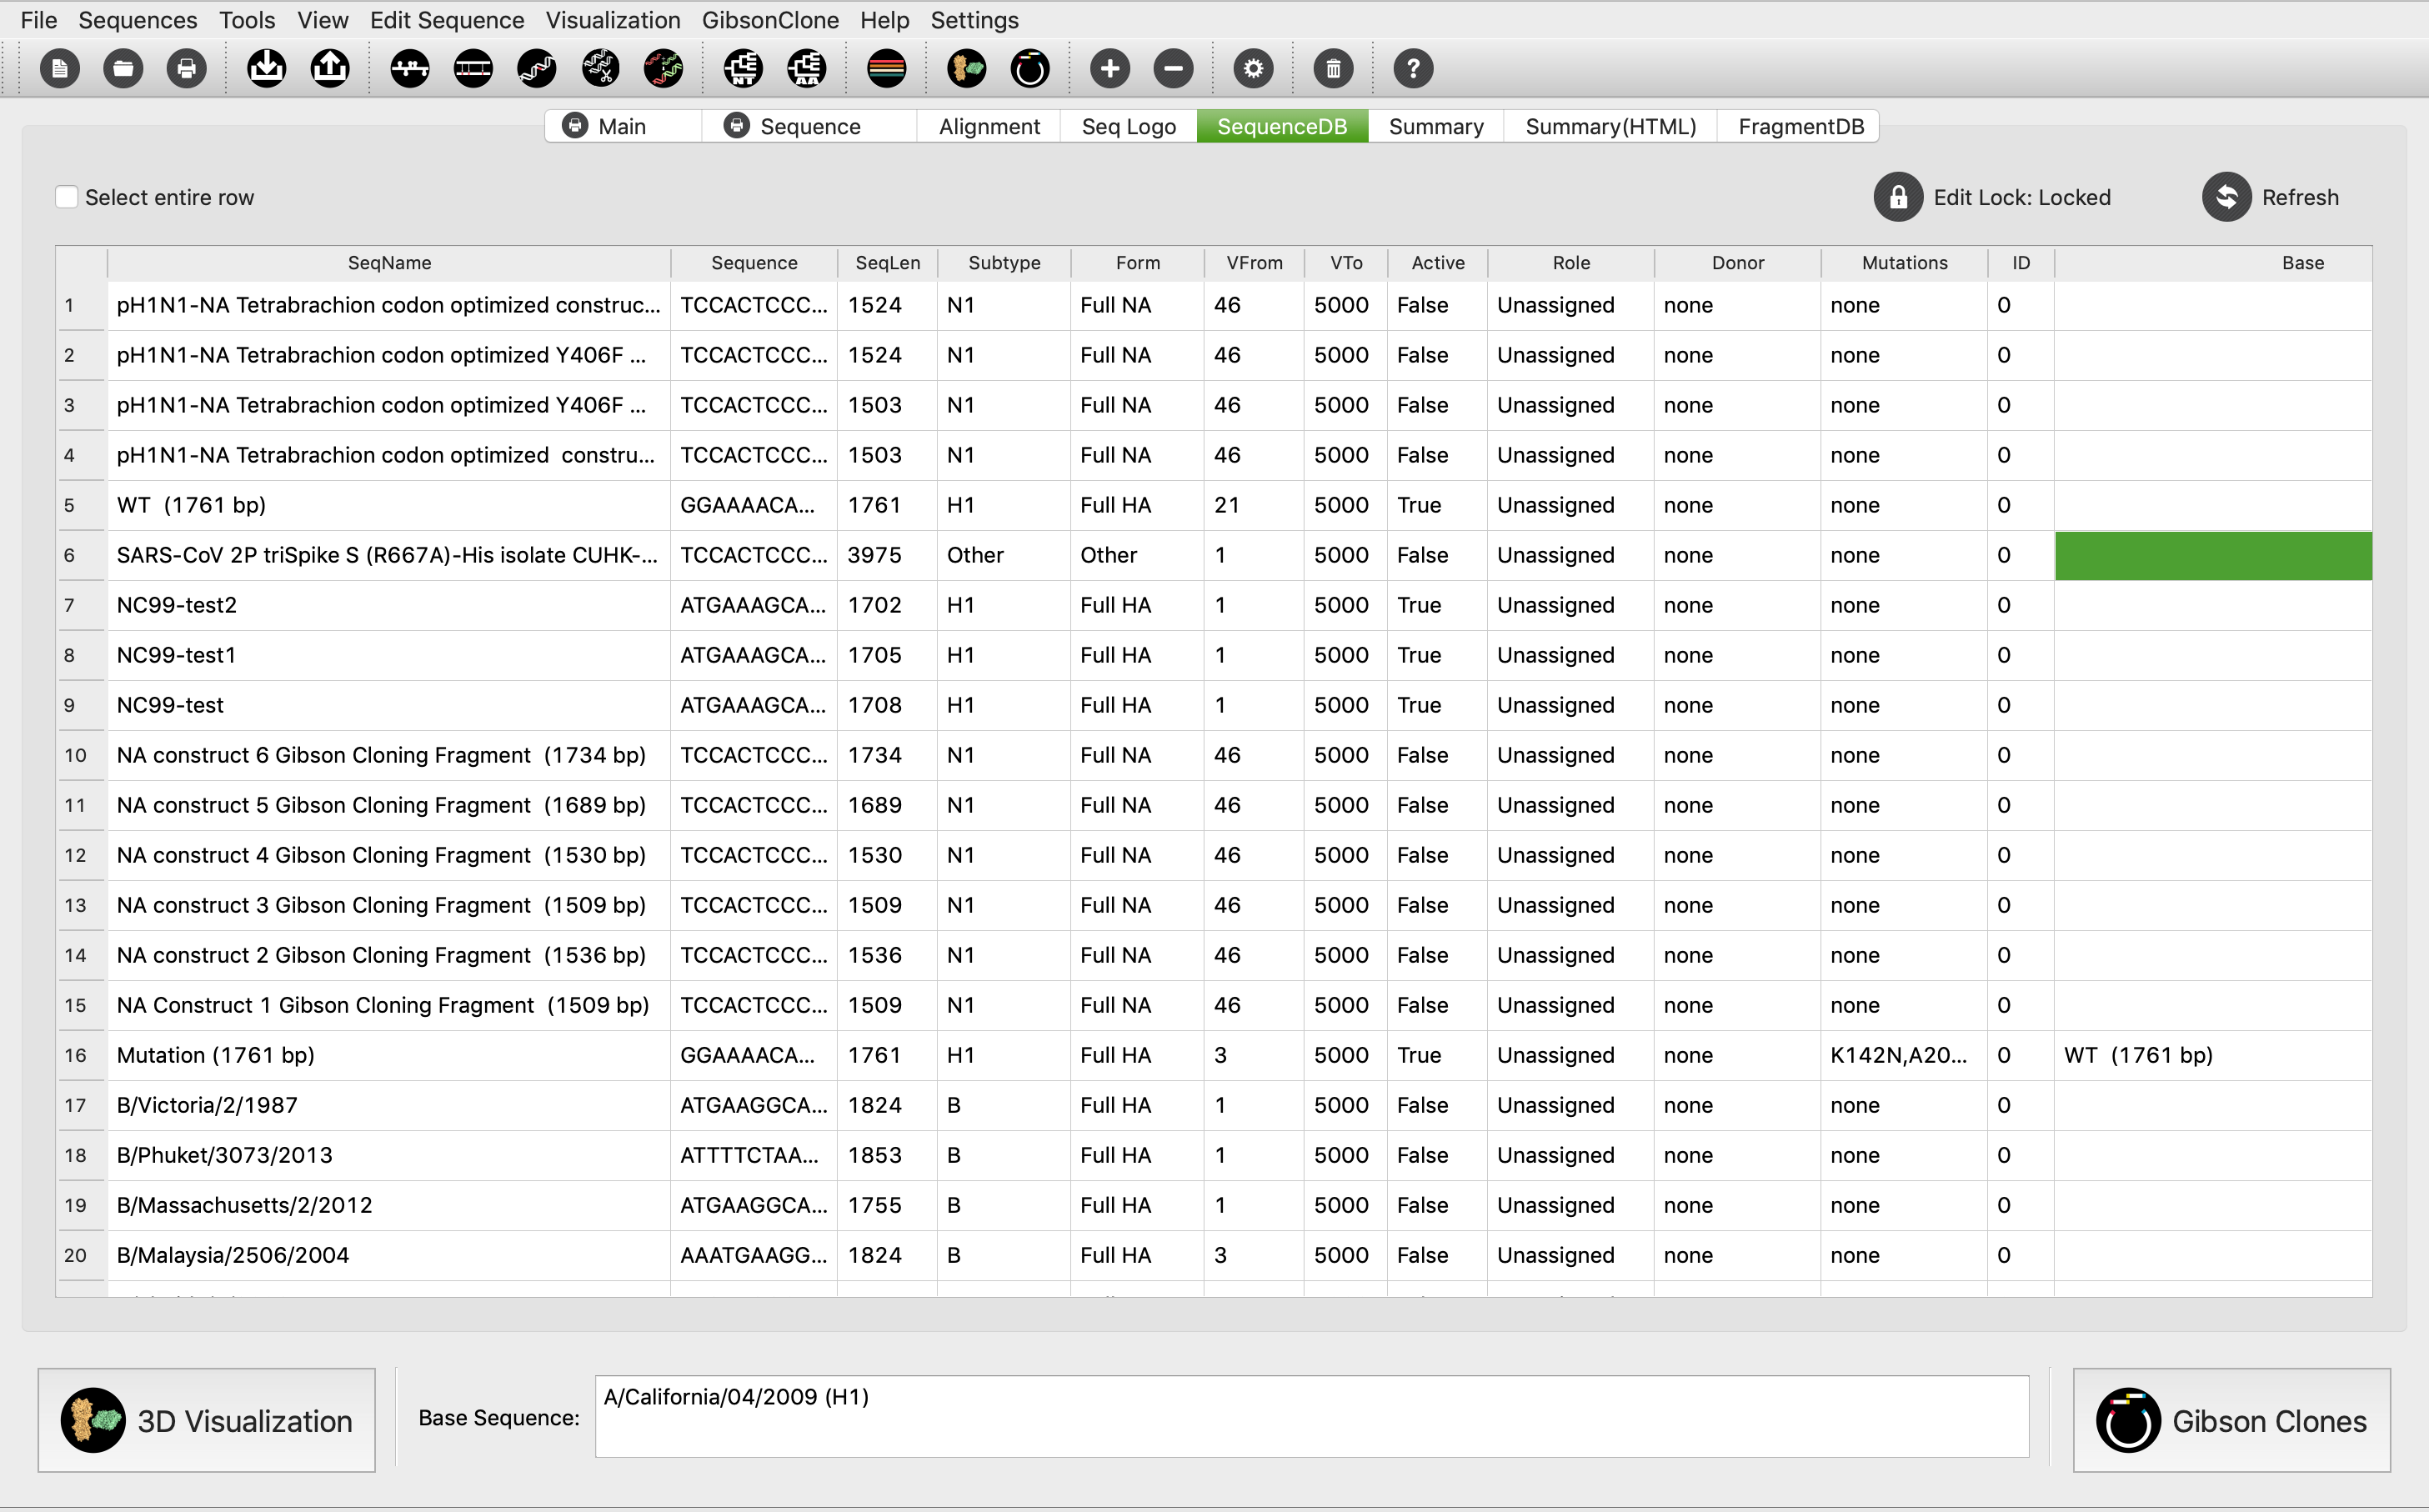 File Sequences Tools View Edit Sequence Visualization GibsonClone Help Settings
NT AA ?
Main Sequence Alignment Seq Logo SequenceDB Summary Summary(HTML) FragmentDB
Select entire row Edit Lock: Locked Refresh
SeqName Sequence SeqLen Subtype Form VFrom VTo Active Role Donor Mutations ID Base
1 pH1N1-NA Tetrabrachion codon optimized construc... TCCACTCCC... 1524 N1 Full NA 46 5000 False Unassigned none none 0
2 pH1N1-NA Tetrabrachion codon optimized Y406F ... TCCACTCCC... 1524 N1 Full NA 46 5000 False Unassigned none none 0
3 pH1N1-NA Tetrabrachion codon optimized Y406F ... TCCACTCCC... 1503 N1 Full NA 46 5000 False Unassigned none none 0
4 pH1N1-NA Tetrabrachion codon optimized  constru... TCCACTCCC... 1503 N1 Full NA 46 5000 False Unassigned none none 0
5 WT  (1761 bp) GGAAAACA... 1761 H1 Full HA 21 5000 True Unassigned none none 0
6 SARS-CoV 2P triSpike S (R667A)-His isolate CUHK-... TCCACTCCC... 3975 Other Other 1 5000 False Unassigned none none 0
7 NC99-test2 ATGAAAGCA... 1702 H1 Full HA 1 5000 True Unassigned none none 0
8 NC99-test1 ATGAAAGCA... 1705 H1 Full HA 1 5000 True Unassigned none none 0
9 NC99-test ATGAAAGCA... 1708 H1 Full HA 1 5000 True Unassigned none none 0
10 NA construct 6 Gibson Cloning Fragment  (1734 bp) TCCACTCCC... 1734 N1 Full NA 46 5000 False Unassigned none none 0
11 NA construct 5 Gibson Cloning Fragment  (1689 bp) TCCACTCCC... 1689 N1 Full NA 46 5000 False Unassigned none none 0
12 NA construct 4 Gibson Cloning Fragment  (1530 bp) TCCACTCCC... 1530 N1 Full NA 46 5000 False Unassigned none none 0
13 NA construct 3 Gibson Cloning Fragment  (1509 bp) TCCACTCCC... 1509 N1 Full NA 46 5000 False Unassigned none none 0
14 NA construct 2 Gibson Cloning Fragment  (1536 bp) TCCACTCCC... 1536 N1 Full NA 46 5000 False Unassigned none none 0
15 NA Construct 1 Gibson Cloning Fragment  (1509 bp) TCCACTCCC... 1509 N1 Full NA 46 5000 False Unassigned none none 0
16 Mutation (1761 bp) GGAAAACA... 1761 H1 Full HA 3 5000 True Unassigned none K142N,A20... 0 WT  (1761 bp)
17 B/Victoria/2/1987 ATGAAGGCA... 1824 B Full HA 1 5000 False Unassigned none none 0
18 B/Phuket/3073/2013 ATTTTCTAA... 1853 B Full HA 1 5000 False Unassigned none none 0
19 B/Massachusetts/2/2012 ATGAAGGCA... 1755 B Full HA 1 5000 False Unassigned none none 0
20 B/Malaysia/2506/2004 AAATGAAGG... 1824 B Full HA 3 5000 False Unassigned none none 0
3D Visualization Base Sequence: A/California/04/2009 (H1) Gibson Clones